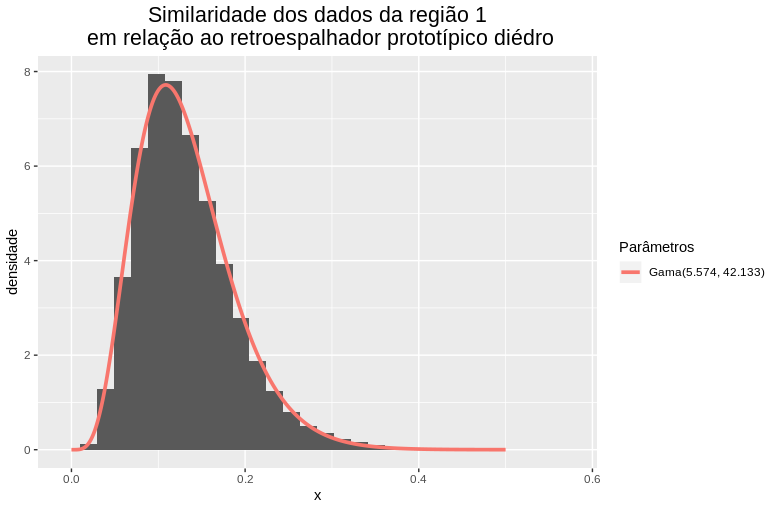 Similaridade dos dados da região 1
em relação ao retroespalhador prototípico diédro
densidade
8
6
4
2
0
0.0
0.2
0.4
0.6
x
Parâmetros
Gama(5.574, 42.133)